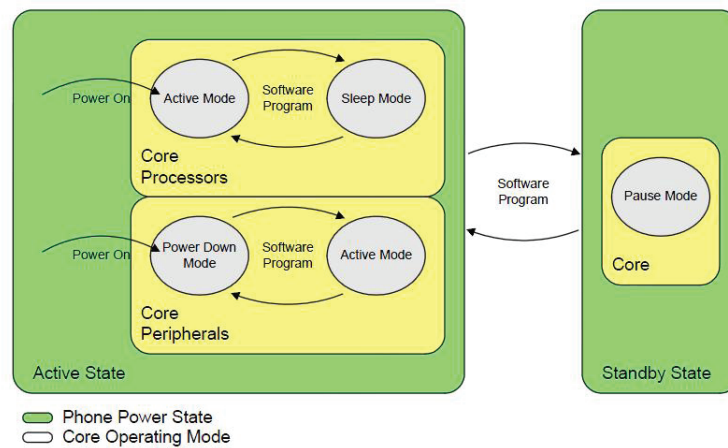 Power On
Active Mode
Software
Program
Sleep Mode
Core
Processors
Power On
Power Down
Mode
Software
Program
Active Mode
Core
Peripherals
Active State
Software
Program
Pause Mode
Core
Standby State
Phone Power State
Core Operating Mode